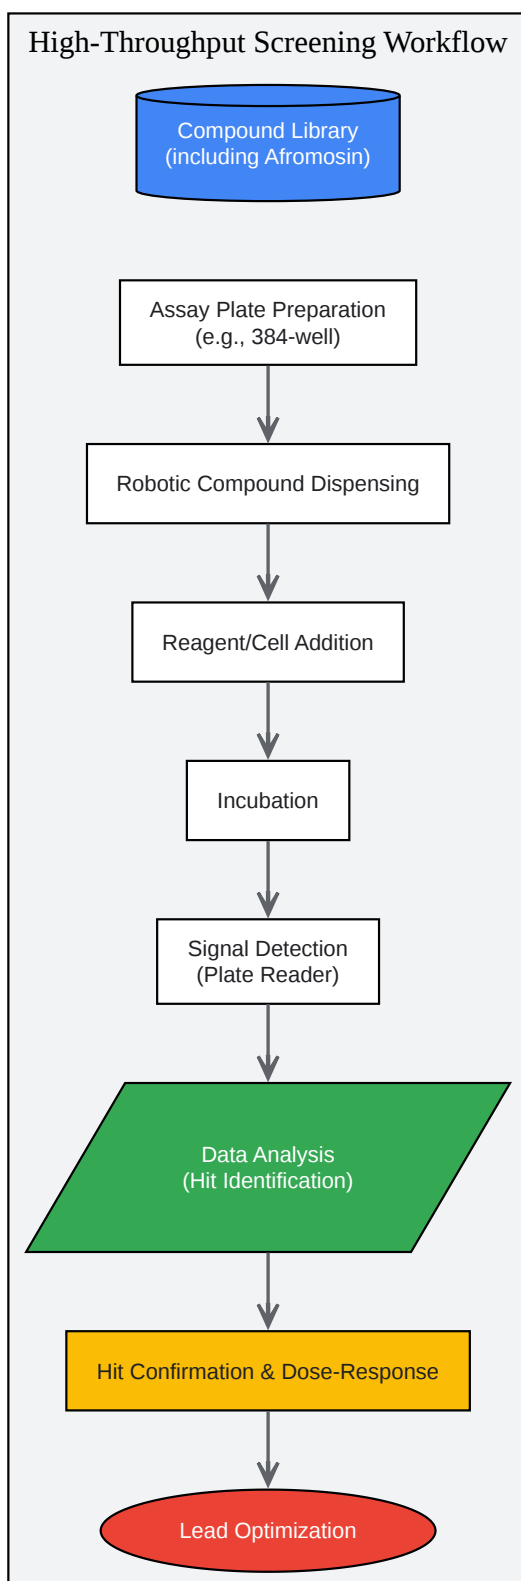 High-Throughput Screening Workflow
Compound Library
(including Afromosin)
Assay Plate Preparation
(e.g., 384-well)
Robotic Compound Dispensing
Reagent/Cell Addition
Incubation
Signal Detection
(Plate Reader)
Data Analysis
(Hit Identification)
Hit Confirmation & Dose-Response
Lead Optimization